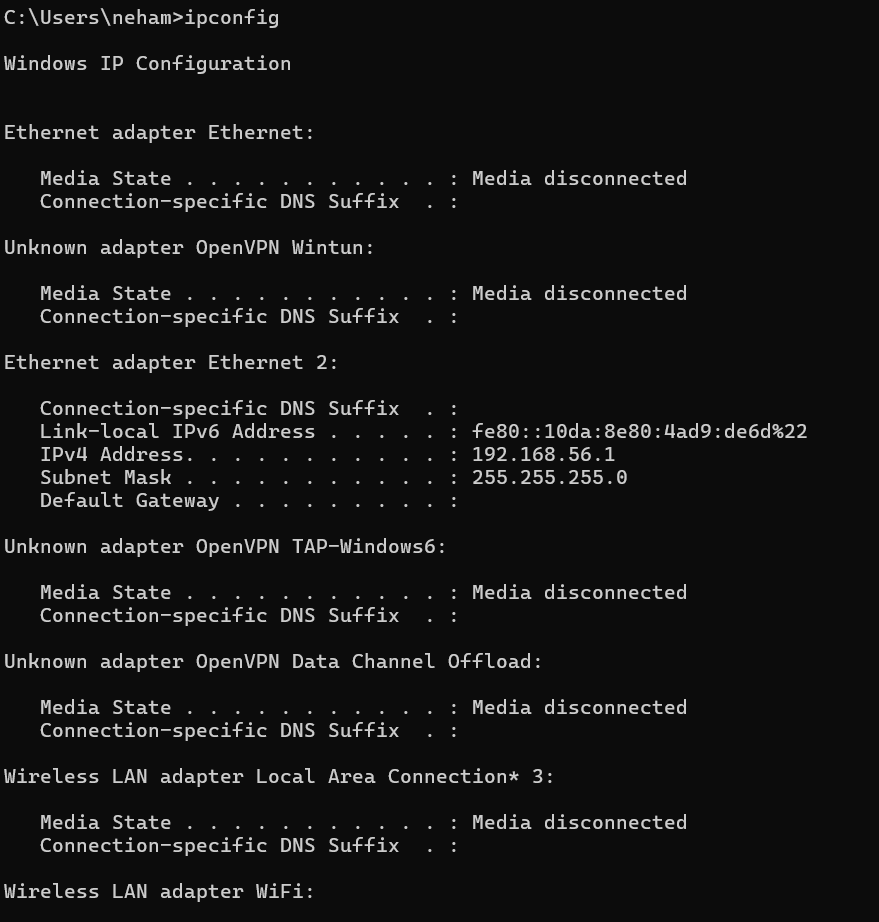 C:\Users\neham>ipconfig
Windows IP Configuration
Ethernet adapter Ethernet:
   Media State . . . . . . . . . . . : Media disconnected
   Connection-specific DNS Suffix  . :
Unknown adapter OpenVPN Wintun:
   Media State . . . . . . . . . . . : Media disconnected
   Connection-specific DNS Suffix  . :
Ethernet adapter Ethernet 2:
   Connection-specific DNS Suffix  . :
   Link-local IPv6 Address . . . . . : fe80::10da:8e80:4ad9:de6d%22
   IPv4 Address. . . . . . . . . . . : 192.168.56.1
   Subnet Mask . . . . . . . . . . . : 255.255.255.0
   Default Gateway . . . . . . . . . :
Unknown adapter OpenVPN TAP-Windows6:
   Media State . . . . . . . . . . . : Media disconnected
   Connection-specific DNS Suffix  . :
Unknown adapter OpenVPN Data Channel Offload:
   Media State . . . . . . . . . . . : Media disconnected
   Connection-specific DNS Suffix  . :
Wireless LAN adapter Local Area Connection* 3:
   Media State . . . . . . . . . . . : Media disconnected
   Connection-specific DNS Suffix  . :
Wireless LAN adapter WiFi: